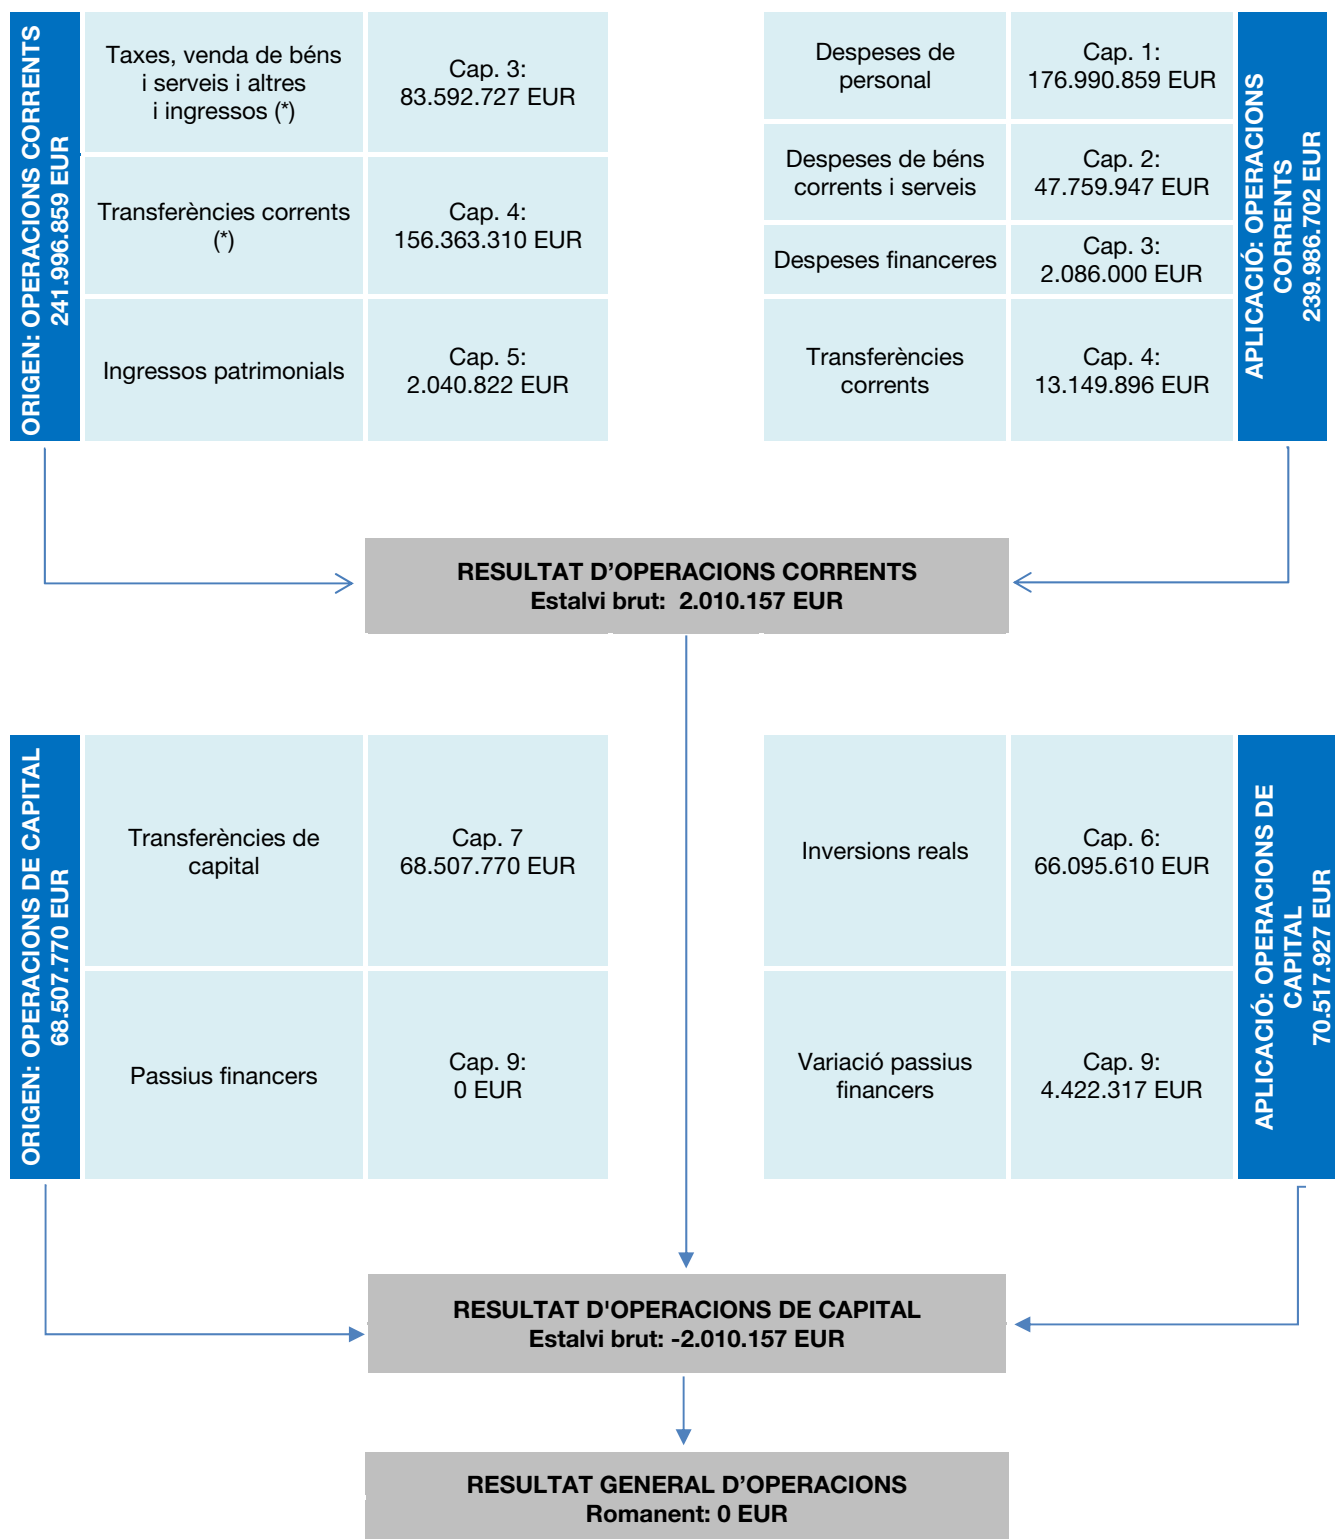 ORIGEN: OPERACIONS CORRENTS
241.996.859 EUR
Taxes, venda de béns
i serveis i altres
i ingressos (*)
Cap. 3:
83.592.727 EUR
Transferències corrents
(*)
Cap. 4:
156.363.310 EUR
Ingressos patrimonials
Cap. 5:
2.040.822 EUR
Despeses de
personal
Cap. 1:
176.990.859 EUR
Despeses de béns
corrents i serveis
Cap. 2:
47.759.947 EUR
Despeses financeres
Cap. 3:
2.086.000 EUR
Transferències
corrents
Cap. 4:
13.149.896 EUR
APLICACIÓ: OPERACIONS
CORRENTS
239.986.702 EUR
RESULTAT D’OPERACIONS CORRENTS
Estalvi brut:  2.010.157 EUR
ORIGEN: OPERACIONS DE CAPITAL
68.507.770 EUR
Transferències de
capital
Cap. 7
68.507.770 EUR
Passius financers
Cap. 9:
0 EUR
Inversions reals
Cap. 6:
66.095.610 EUR
Variació passius
financers
Cap. 9:
4.422.317 EUR
APLICACIÓ: OPERACIONS DE
CAPITAL
70.517.927 EUR
RESULTAT D'OPERACIONS DE CAPITAL
Estalvi brut: -2.010.157 EUR
RESULTAT GENERAL D’OPERACIONS
Romanent: 0 EUR